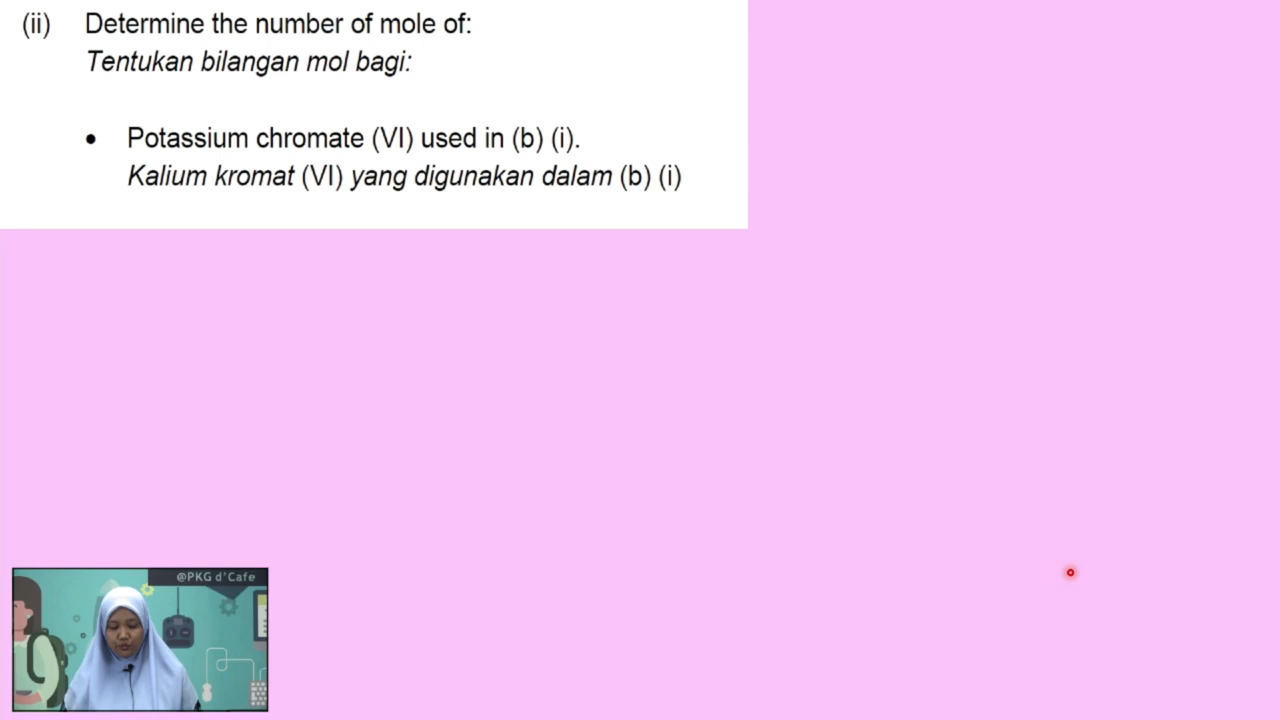 (ii) Determine the number of mole of:
Tentukan bilangan mol bagi:
• Potassium chromate (VI) used in (b) (i).
Kalium kromat (VI) yang digunakan dalam (b) (i)
@PKG d'Cafe